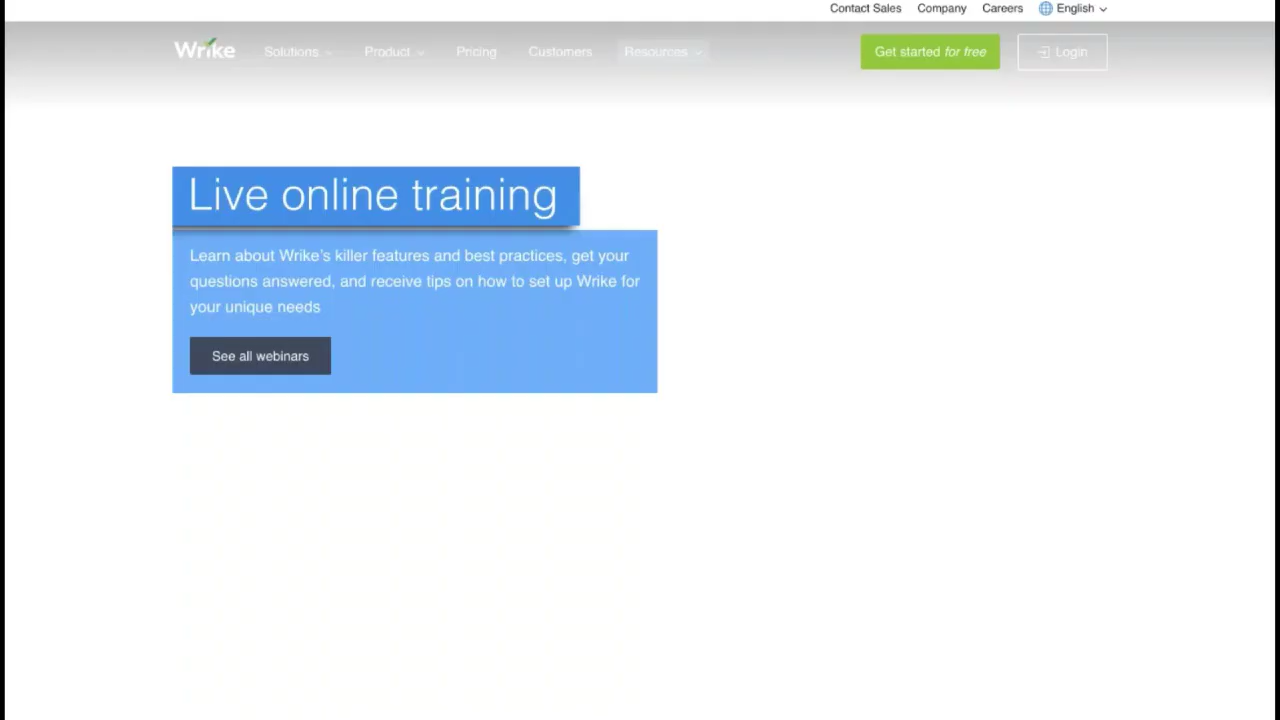 Contact Sales Company Careers English
Wrike Solutions Product Pricing Customers Resources Get started for free Login
Live online training
Learn about Wrike's killer features and best practices, get your
questions answered, and receive tips on how to set up Wrike for
your unique needs
See all webinars